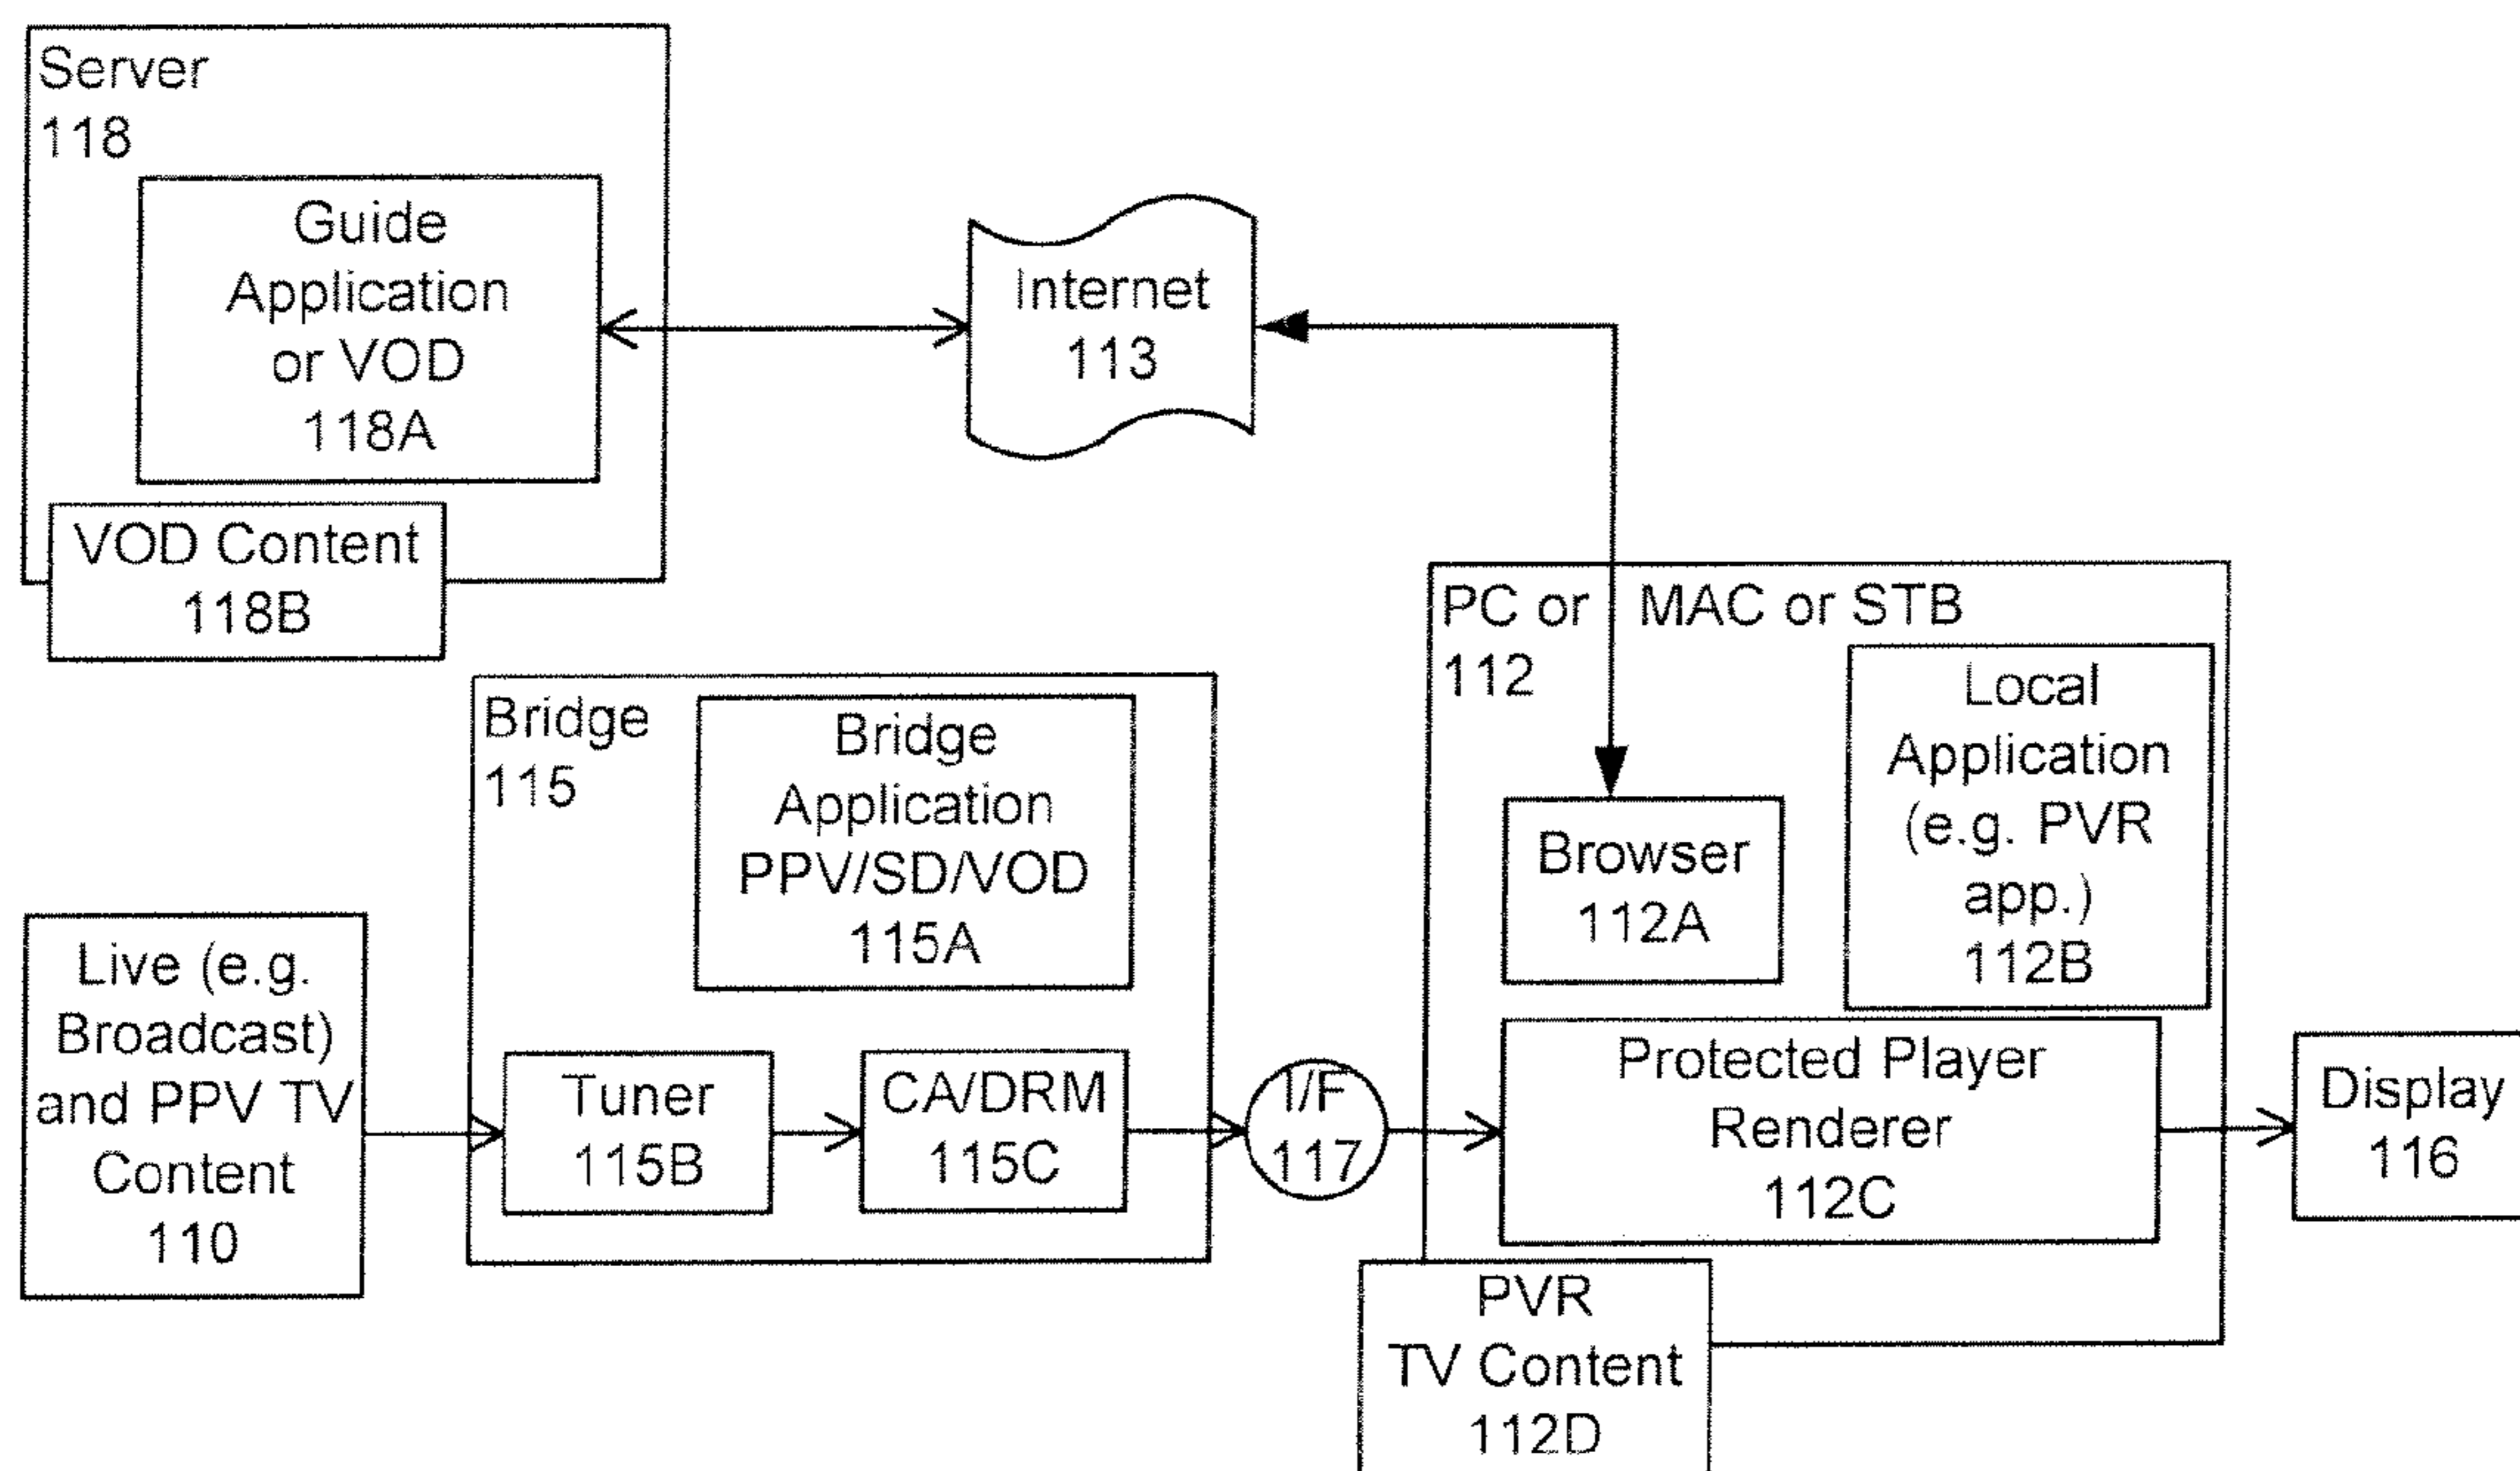 Server
118
Guide
Application
or VOD
118A
VOD Content
118B
Internet
113
PC or MAC or STB
112
Local
Application
(e.g. PVR
app.)
112B
Browser
112A
Protected Player
Renderer
112C
PVR
TV Content
112D
Bridge
115
Bridge
Application
PPV/SD/VOD
115A
Tuner
115B
CA/DRM
115C
I/F
117
Live (e.g.
Broadcast)
and PPV TV
Content
110
Display
116